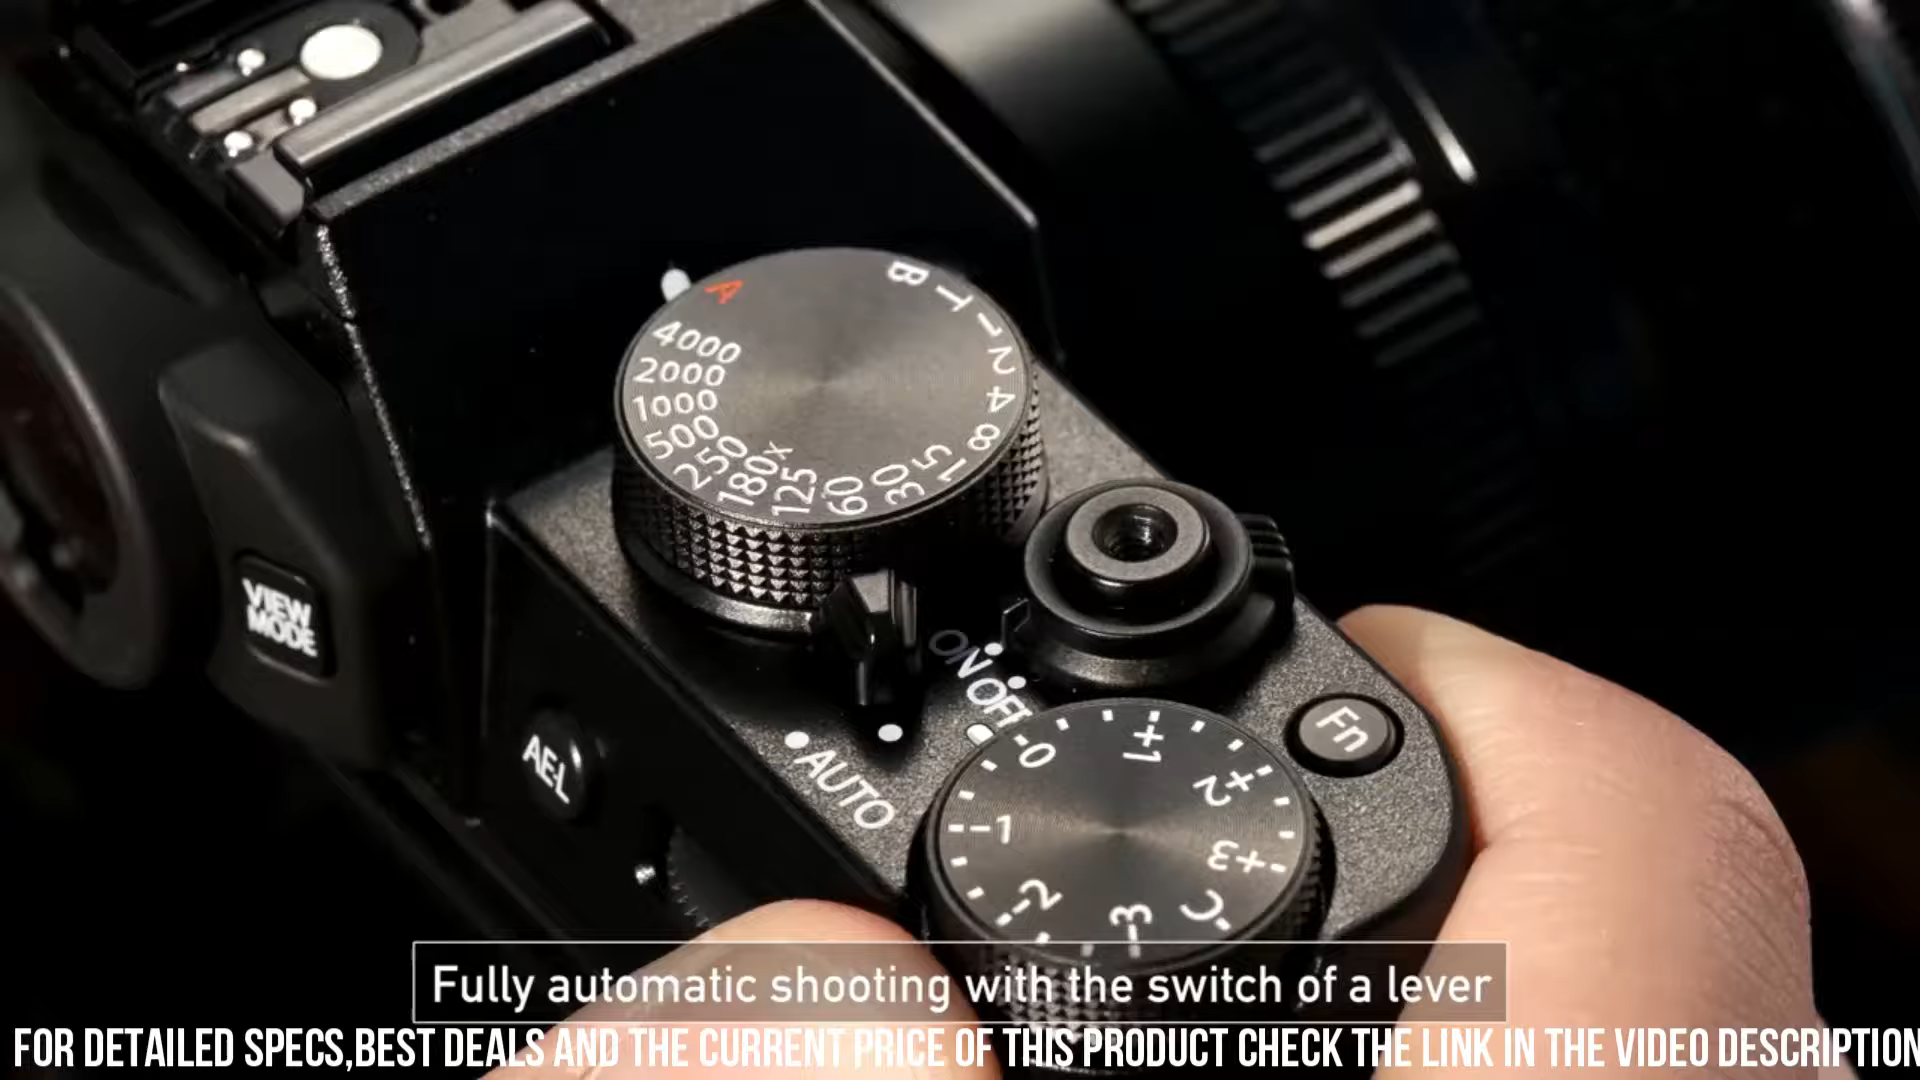 A
B
T
1
2
4
8
15
30
60
125
180x
250
500
1000
2000
4000
VIEW
MODE
ON
OFF
Fn
AE-L
AUTO
0
+1
+2
+3
C
-3
-2
-1
Fully automatic shooting with the switch of a lever
FOR DETAILED SPECS,BEST DEALS AND THE CURRENT PRICE OF THIS PRODUCT CHECK THE LINK IN THE VIDEO DESCRIPTION